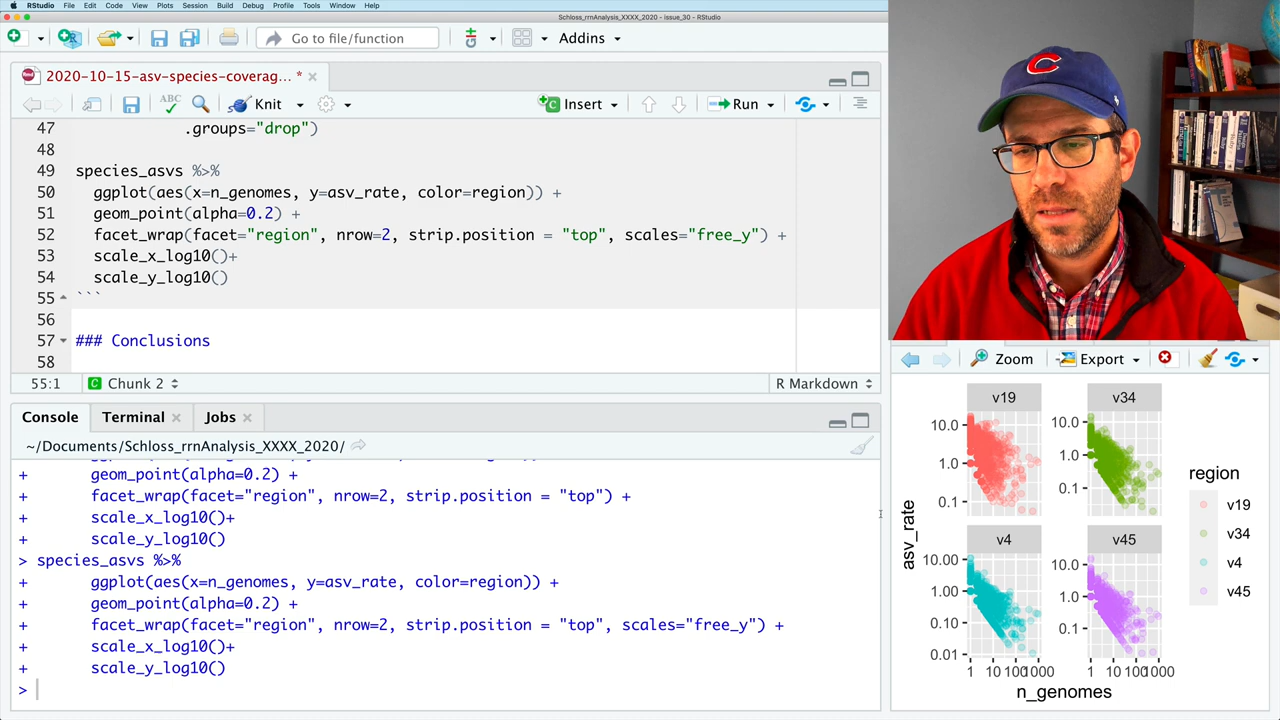 RStudio File Edit Code View Plots Session Build Debug Profile Tools Window Help
Schloss_rrnAnalysis_XXXX_2020 - issue_30 - RStudio
Go to file/function Addins
2020-10-15-asv-species-coverag... *
ABC Knit Insert Run
47 .groups="drop")
48
49 species_asvs %>%
50 ggplot(aes(x=n_genomes, y=asv_rate, color=region)) +
51 geom_point(alpha=0.2) +
52 facet_wrap(facet="region", nrow=2, strip.position = "top", scales="free_y") +
53 scale_x_log10()+
54 scale_y_log10()
55 ```
56
57 ### Conclusions
58
55:1 Chunk 2 R Markdown
Console Terminal Jobs
~/Documents/Schloss_rrnAnalysis_XXXX_2020/
+ geom_point(alpha=0.2) +
+ facet_wrap(facet="region", nrow=2, strip.position = "top") +
+ scale_x_log10()+
+ scale_y_log10()
> species_asvs %>%
+ ggplot(aes(x=n_genomes, y=asv_rate, color=region)) +
+ geom_point(alpha=0.2) +
+ facet_wrap(facet="region", nrow=2, strip.position = "top", scales="free_y") +
+ scale_x_log10()+
+ scale_y_log10()
>
C
Zoom Export
v19 v34
10.0 10.0
1.0 1.0
0.1 0.1
v4 v45
10.00 10.0
1.00 1.0
0.10 0.1
0.01
1 10 100 1000 1 10 100 1000
n_genomes
asv_rate
region
v19
v34
v4
v45